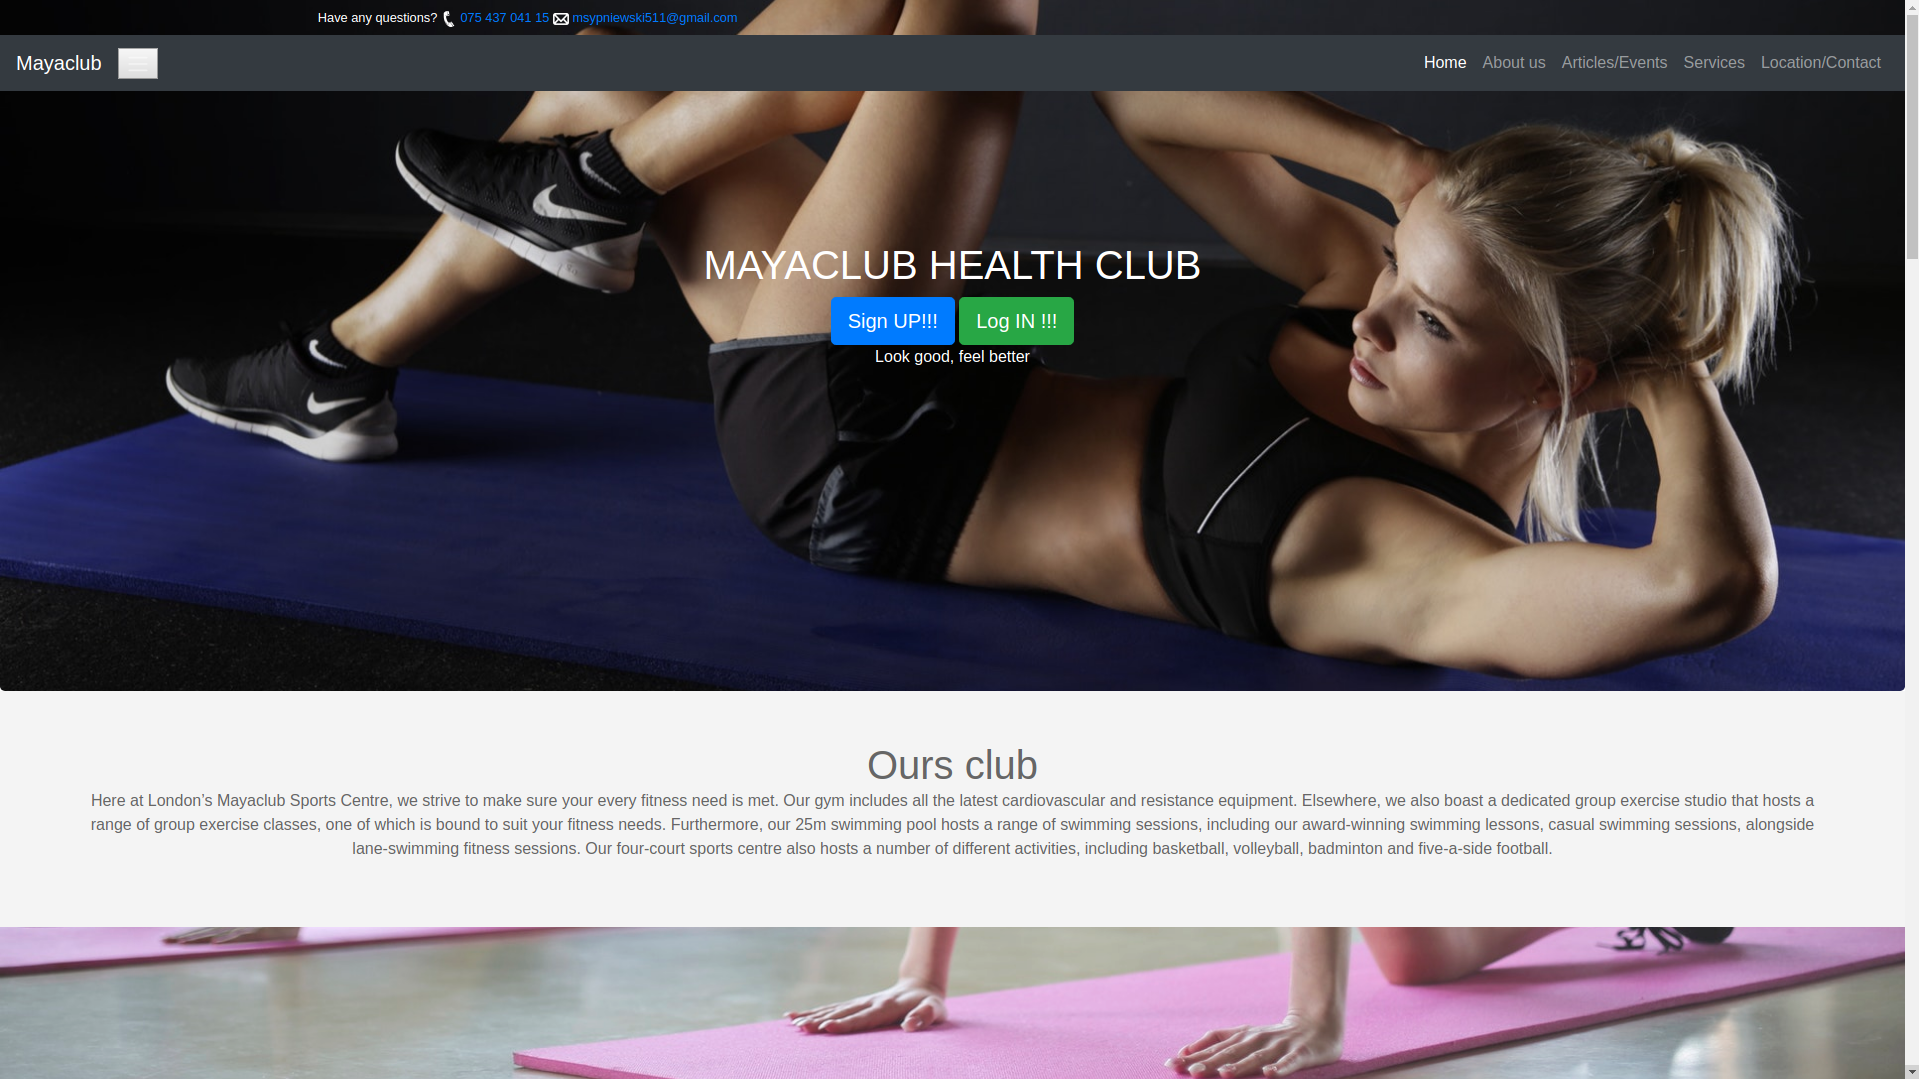 Have any questions? 075 437 041 15 msypniewski511@gmail.com
Mayaclub
Home About us Articles/Events Services Location/Contact
MAYACLUB HEALTH CLUB
Sign UP!!! Log IN !!!
Look good, feel better
Ours club
Here at London’s Mayaclub Sports Centre, we strive to make sure your every fitness need is met. Our gym includes all the latest cardiovascular and resistance equipment. Elsewhere, we also boast a dedicated group exercise studio that hosts a
range of group exercise classes, one of which is bound to suit your fitness needs. Furthermore, our 25m swimming pool hosts a range of swimming sessions, including our award-winning swimming lessons, casual swimming sessions, alongside
lane-swimming fitness sessions. Our four-court sports centre also hosts a number of different activities, including basketball, volleyball, badminton and five-a-side football.